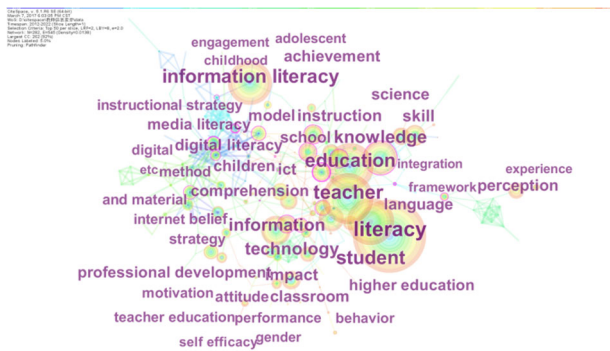 engagement adolescent
childhood achievement
information literacy
instructional strategy science
media literacy model instruction skill
digital digital literacy school knowledge
etc method children ict education integration
experience
comprehension teacher framework perception
and material language
internet belief information literacy
strategy technology student
professional development impact higher education
motivation attitude classroom
teacher education performance behavior
self efficacy gender